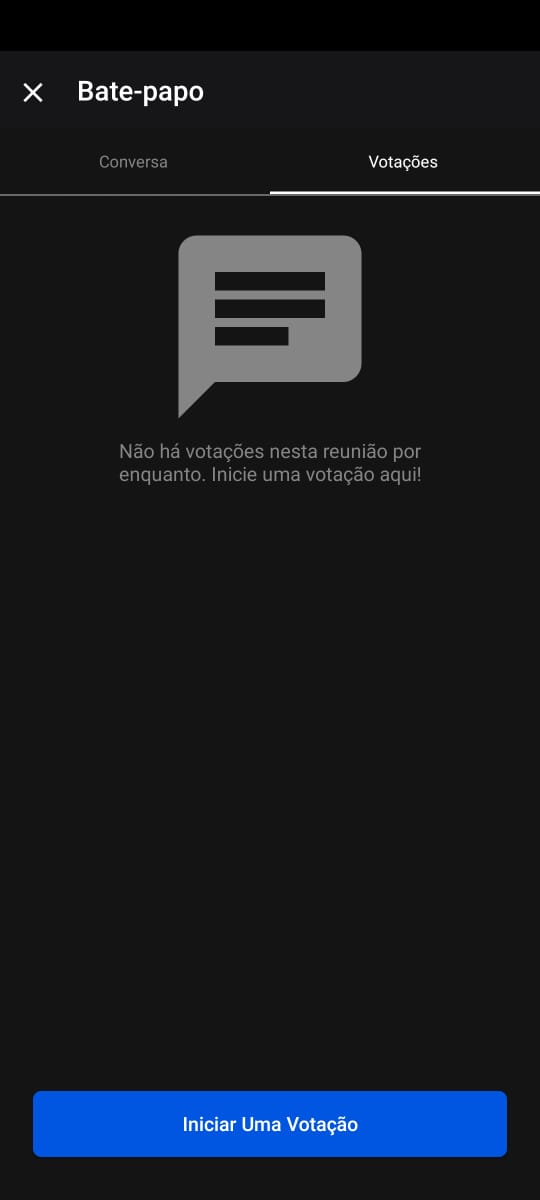 Bate-papo
Conversa
Votações
Não há votações nesta reunião por
enquanto. Inicie uma votação aqui!
Iniciar Uma Votação